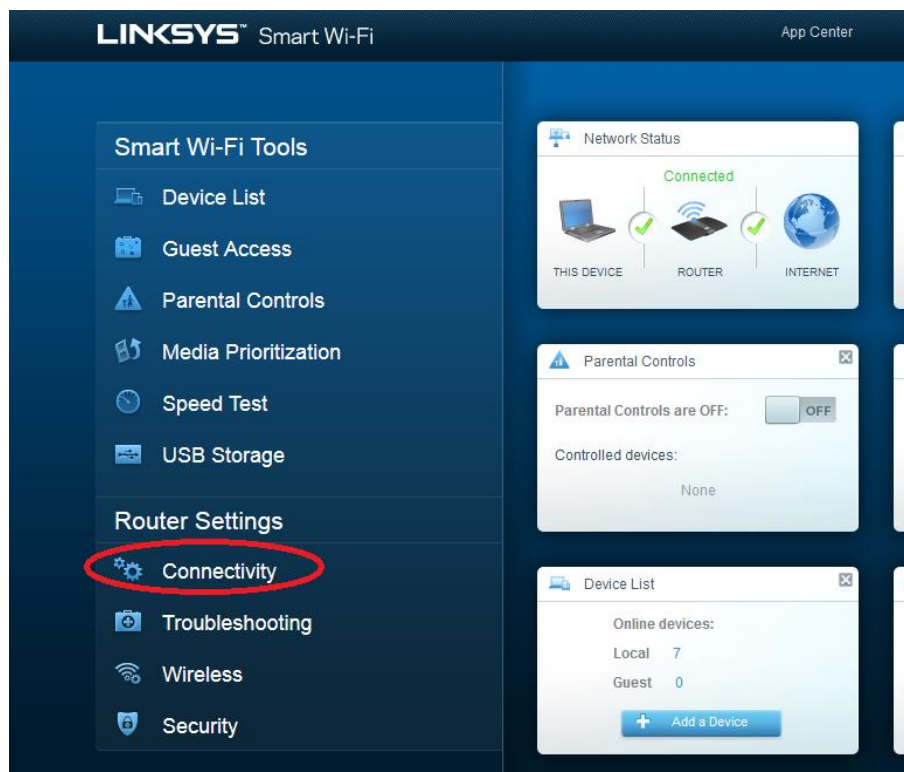 LINKSYS™ Smart Wi-Fi
App Center
Smart Wi-Fi Tools
Device List
Guest Access
Parental Controls
Media Prioritization
Speed Test
USB Storage
Router Settings
Connectivity
Troubleshooting
Wireless
Security
Network Status
Connected
THIS DEVICE ROUTER INTERNET
Parental Controls
Parental Controls are OFF: OFF
Controlled devices:
None
Device List
Online devices:
Local 7
Guest 0
Add a Device